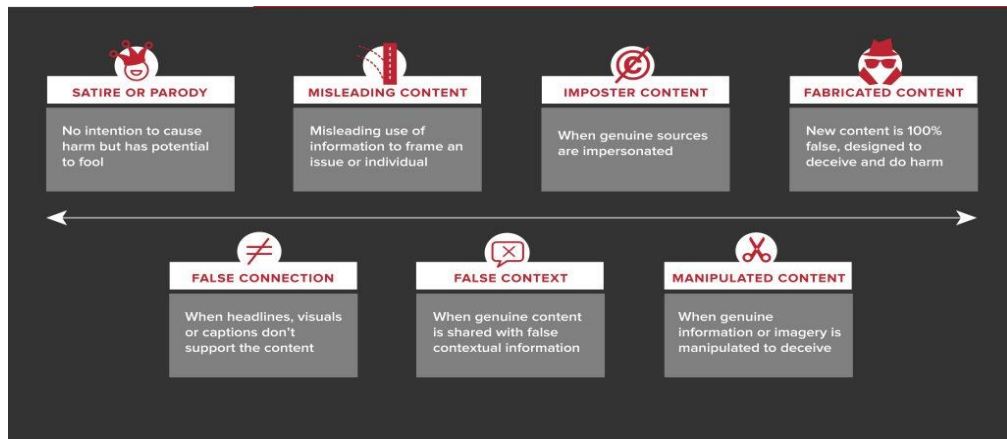 SATIRE OR PARODY
No intention to cause
harm but has potential
to fool
MISLEADING CONTENT
Misleading use of
information to frame an
issue or individual
IMPOSTER CONTENT
When genuine sources
are impersonated
FABRICATED CONTENT
New content is 100%
false, designed to
deceive and do harm
FALSE CONNECTION
When headlines, visuals
or captions don’t
support the content
FALSE CONTEXT
When genuine content
is shared with false
contextual information
MANIPULATED CONTENT
When genuine
information or imagery is
manipulated to deceive